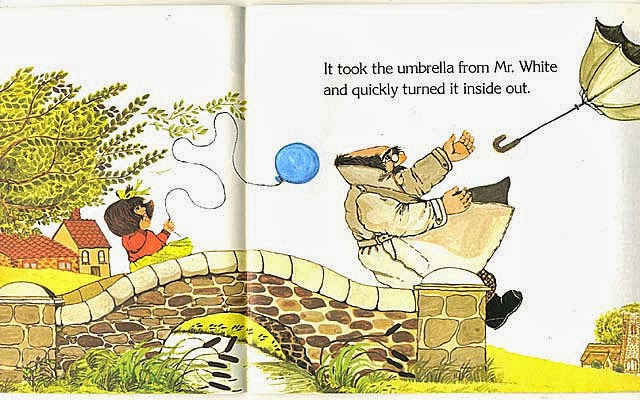 It took the umbrella from Mr. White
and quickly turned it inside out.